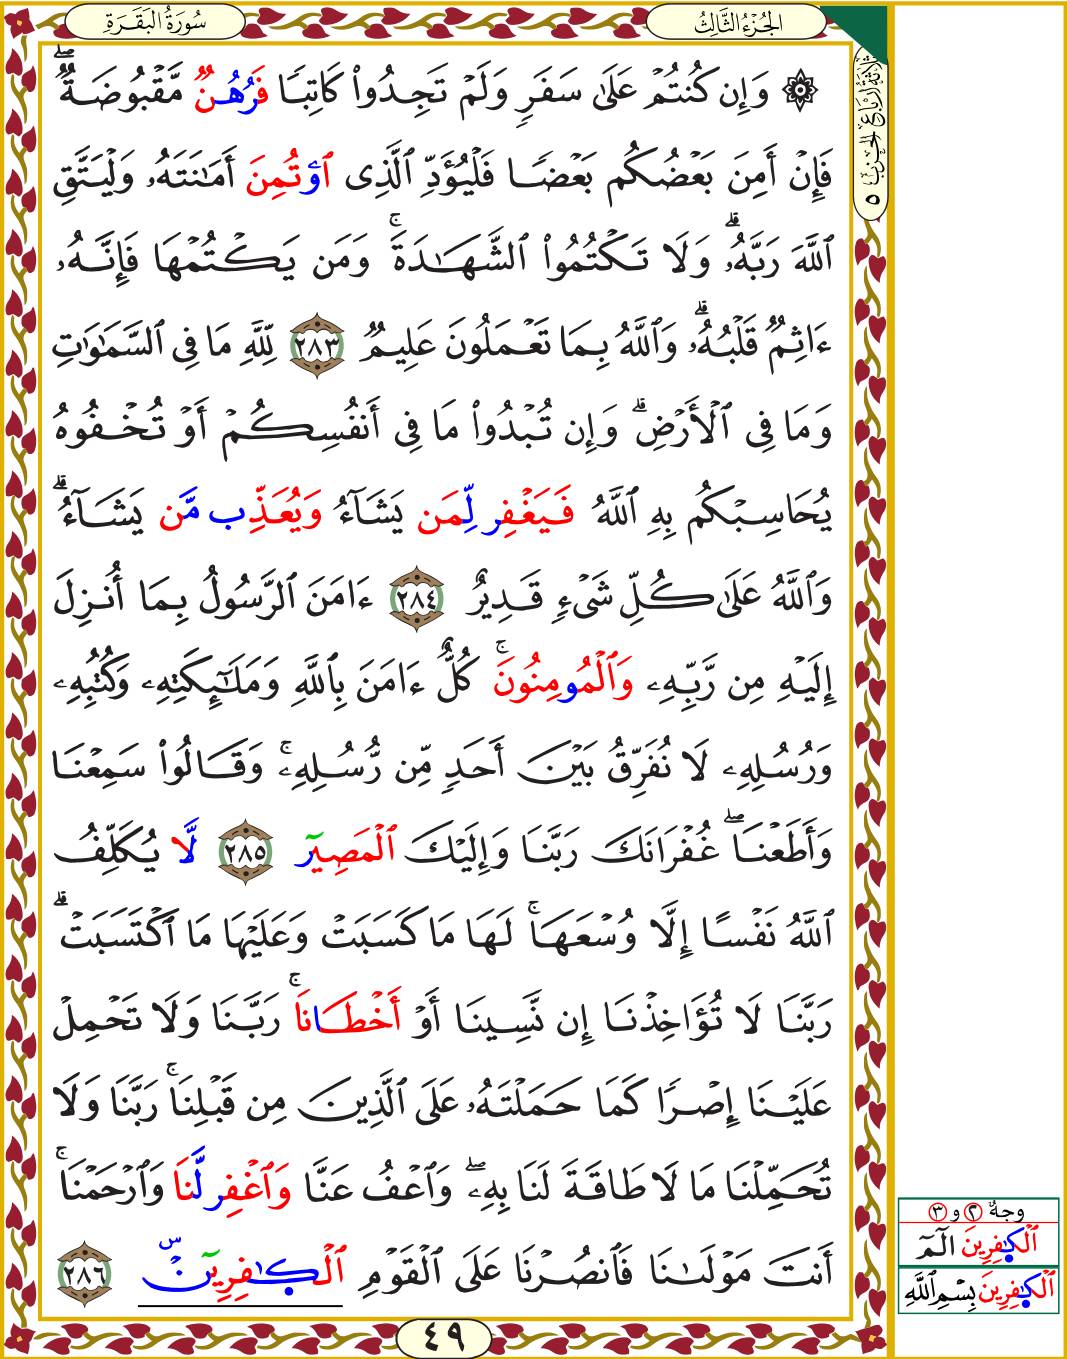 سُورَةُ البَقَرَةِ
الجُزْءُ الثَّالِثُ
ثلاثة أرباع الحزب ٥
۞ وَإِن كُنتُمْ عَلَىٰ سَفَرٍ وَلَمْ تَجِدُوا۟ كَاتِبًا فَرُهُنٌ مَّقْبُوضَةٌ ۖ
فَإِنْ أَمِنَ بَعْضُكُم بَعْضًا فَلْيُؤَدِّ ٱلَّذِى ٱوتُمِنَ أَمَـٰنَتَهُۥ وَلْيَتَّقِ
ٱللَّهَ رَبَّهُۥ ۗ وَلَا تَكْتُمُوا۟ ٱلشَّهَـٰدَةَ ۚ وَمَن يَكْتُمْهَا فَإِنَّهُۥ
ءَاثِمٌ قَلْبُهُۥ ۗ وَٱللَّهُ بِمَا تَعْمَلُونَ عَلِيمٌ ٢٨٣ لِّلَّهِ مَا فِى ٱلسَّمَـٰوَٰتِ
وَمَا فِى ٱلْأَرْضِ ۗ وَإِن تُبْدُوا۟ مَا فِى أَنفُسِكُمْ أَوْ تُخْفُوهُ
يُحَاسِبْكُم بِهِ ٱللَّهُ فَيَغْفِر لِّمَن يَشَآءُ وَيُعَذِّب مَّن يَشَآءُ ۗ
وَٱللَّهُ عَلَىٰ كُلِّ شَىْءٍ قَدِيرٌ ٢٨٤ ءَامَنَ ٱلرَّسُولُ بِمَا أُنزِلَ
إِلَيْهِ مِن رَّبِّهِۦ وَٱلْمُومِنُونَ ۚ كُلٌّ ءَامَنَ بِٱللَّهِ وَمَلَـٰٓئِكَتِهِۦ وَكُتُبِهِۦ
وَرُسُلِهِۦ لَا نُفَرِّقُ بَيْنَ أَحَدٍ مِّن رُّسُلِهِۦ ۚ وَقَالُوا۟ سَمِعْنَا
وَأَطَعْنَا ۖ غُفْرَانَكَ رَبَّنَا وَإِلَيْكَ ٱلْمَصِيٓر ٢٨٥ لَّا يُكَلِّفُ
ٱللَّهُ نَفْسًا إِلَّا وُسْعَهَا ۚ لَهَا مَا كَسَبَتْ وَعَلَيْهَا مَا ٱكْتَسَبَتْ ۗ
رَبَّنَا لَا تُؤَاخِذْنَا إِن نَّسِينَا أَوْ أَخْطَانَا ۚ رَبَّنَا وَلَا تَحْمِلْ
عَلَيْنَا إِصْرًا كَمَا حَمَلْتَهُۥ عَلَى ٱلَّذِينَ مِن قَبْلِنَا ۚ رَبَّنَا وَلَا
تُحَمِّلْنَا مَا لَا طَاقَةَ لَنَا بِهِۦ ۖ وَٱعْفُ عَنَّا وَٱغْفِر لَّنَا وَٱرْحَمْنَا ۚ
أَنتَ مَوْلَىٰنَا فَٱنصُرْنَا عَلَى ٱلْقَوْمِ ٱلْكَـٰفِرِيٓنْ ۜ ٢٨٦
وجهُ ٢ و ٣
ٱلْكَـٰفِرِينَ الٓمٓ
ٱلْكَـٰفِرِينَ بِسْمِ ٱللَّهِ
٤٩